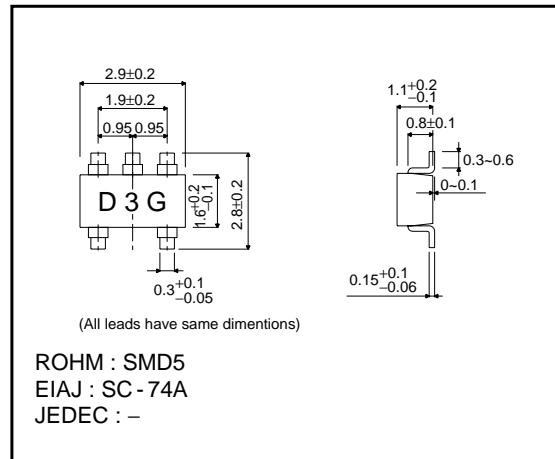 2.9±0.2
1.9±0.2
0.95 0.95
D 3 G
1.6+0.2 −0.1
2.8±0.2
0.3+0.1 −0.05
1.1+0.2 −0.1
0.8±0.1
0.3~0.6
0~0.1
0.15+0.1 −0.06
(All leads have same dimentions)
ROHM : SMD5
EIAJ : SC - 74A
JEDEC : −